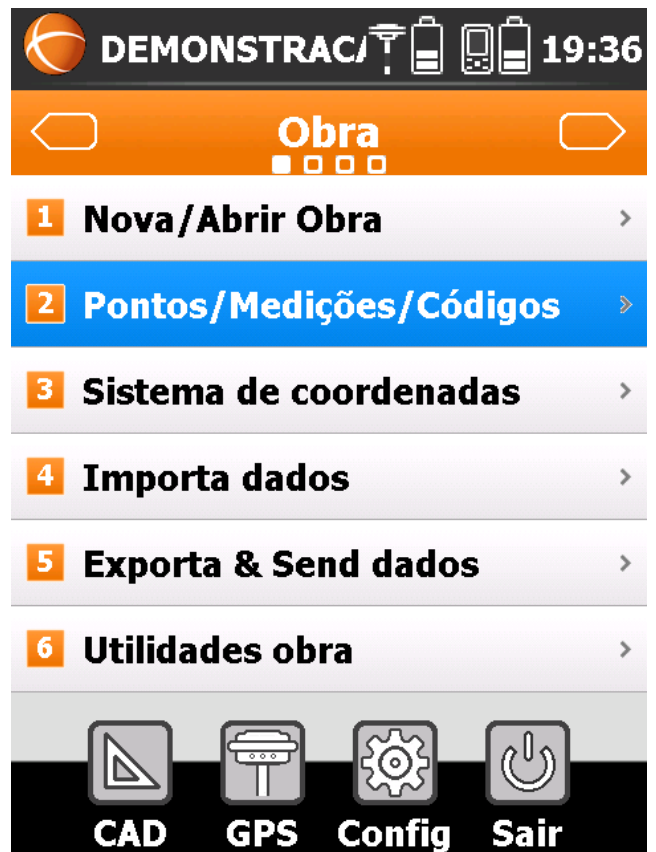 DEMONSTRACA 19:36
Obra
1 Nova/Abrir Obra
2 Pontos/Medições/Códigos
3 Sistema de coordenadas
4 Importa dados
5 Exporta & Send dados
6 Utilidades obra
CAD GPS Config Sair